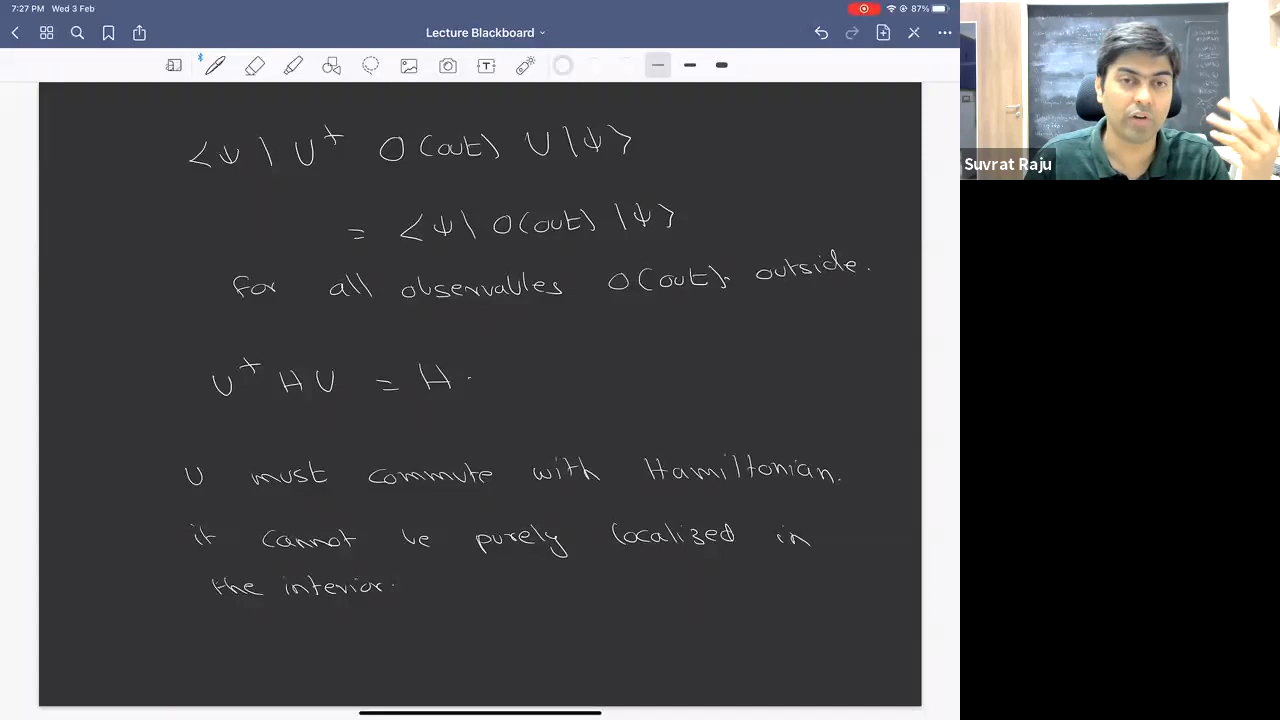 7:27 PM Wed 3 Feb
87%
Lecture Blackboard
<ψ| U† O(out) U |ψ>
= <ψ| O(out) |ψ>
for all observables O(out). outside.
U† H U = H.
U must commute with Hamiltonian.
it cannot be purely localized in
the interior.
Suvrat Raju